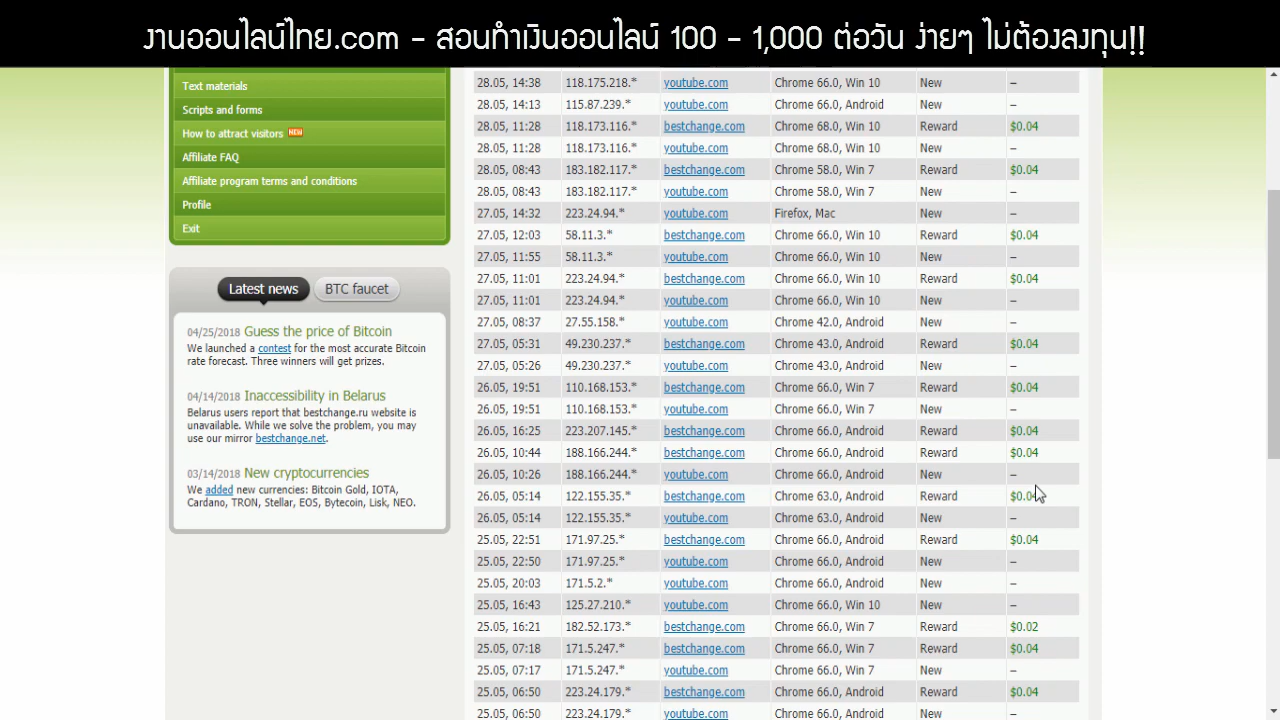 งานออนไลน์ไทย.com - สอนทำเงินออนไลน์ 100 - 1,000 ต่อวัน ง่ายๆ ไม่ต้องลงทุน!!
Text materials
Scripts and forms
How to attract visitors NEW
Affiliate FAQ
Affiliate program terms and conditions
Profile
Exit
Latest news BTC faucet
04/25/2018 Guess the price of Bitcoin
We launched a contest for the most accurate Bitcoin
rate forecast. Three winners will get prizes.
04/14/2018 Inaccessibility in Belarus
Belarus users report that bestchange.ru website is
unavailable. While we solve the problem, you may
use our mirror bestchange.net.
03/14/2018 New cryptocurrencies
We added new currencies: Bitcoin Gold, IOTA,
Cardano, TRON, Stellar, EOS, Bytecoin, Lisk, NEO.
28.05, 14:38 118.175.218.* youtube.com Chrome 66.0, Win 10 New –
28.05, 14:13 115.87.239.* youtube.com Chrome 66.0, Android New –
28.05, 11:28 118.173.116.* bestchange.com Chrome 68.0, Win 10 Reward $0.04
28.05, 11:28 118.173.116.* youtube.com Chrome 68.0, Win 10 New –
28.05, 08:43 183.182.117.* bestchange.com Chrome 58.0, Win 7 Reward $0.04
28.05, 08:43 183.182.117.* youtube.com Chrome 58.0, Win 7 New –
27.05, 14:32 223.24.94.* youtube.com Firefox, Mac New –
27.05, 12:03 58.11.3.* bestchange.com Chrome 66.0, Win 10 Reward $0.04
27.05, 11:55 58.11.3.* youtube.com Chrome 66.0, Win 10 New –
27.05, 11:01 223.24.94.* bestchange.com Chrome 66.0, Win 10 Reward $0.04
27.05, 11:01 223.24.94.* youtube.com Chrome 66.0, Win 10 New –
27.05, 08:37 27.55.158.* youtube.com Chrome 42.0, Android New –
27.05, 05:31 49.230.237.* bestchange.com Chrome 43.0, Android Reward $0.04
27.05, 05:26 49.230.237.* youtube.com Chrome 43.0, Android New –
26.05, 19:51 110.168.153.* bestchange.com Chrome 66.0, Win 7 Reward $0.04
26.05, 19:51 110.168.153.* youtube.com Chrome 66.0, Win 7 New –
26.05, 16:25 223.207.145.* bestchange.com Chrome 66.0, Android Reward $0.04
26.05, 10:44 188.166.244.* bestchange.com Chrome 66.0, Android Reward $0.04
26.05, 10:26 188.166.244.* youtube.com Chrome 66.0, Android New –
26.05, 05:14 122.155.35.* bestchange.com Chrome 63.0, Android Reward
26.05, 05:14 122.155.35.* youtube.com Chrome 63.0, Android New –
25.05, 22:51 171.97.25.* bestchange.com Chrome 66.0, Android Reward $0.04
25.05, 22:50 171.97.25.* youtube.com Chrome 66.0, Android New –
25.05, 20:03 171.5.2.* youtube.com Chrome 66.0, Android New –
25.05, 16:43 125.27.210.* youtube.com Chrome 66.0, Win 10 New –
25.05, 16:21 182.52.173.* bestchange.com Chrome 66.0, Win 7 Reward $0.02
25.05, 07:18 171.5.247.* bestchange.com Chrome 66.0, Win 7 Reward $0.04
25.05, 07:17 171.5.247.* youtube.com Chrome 66.0, Win 7 New –
25.05, 06:50 223.24.179.* bestchange.com Chrome 66.0, Android Reward $0.04
25.05, 06:50 223.24.179.* youtube.com Chrome 66.0, Android New –